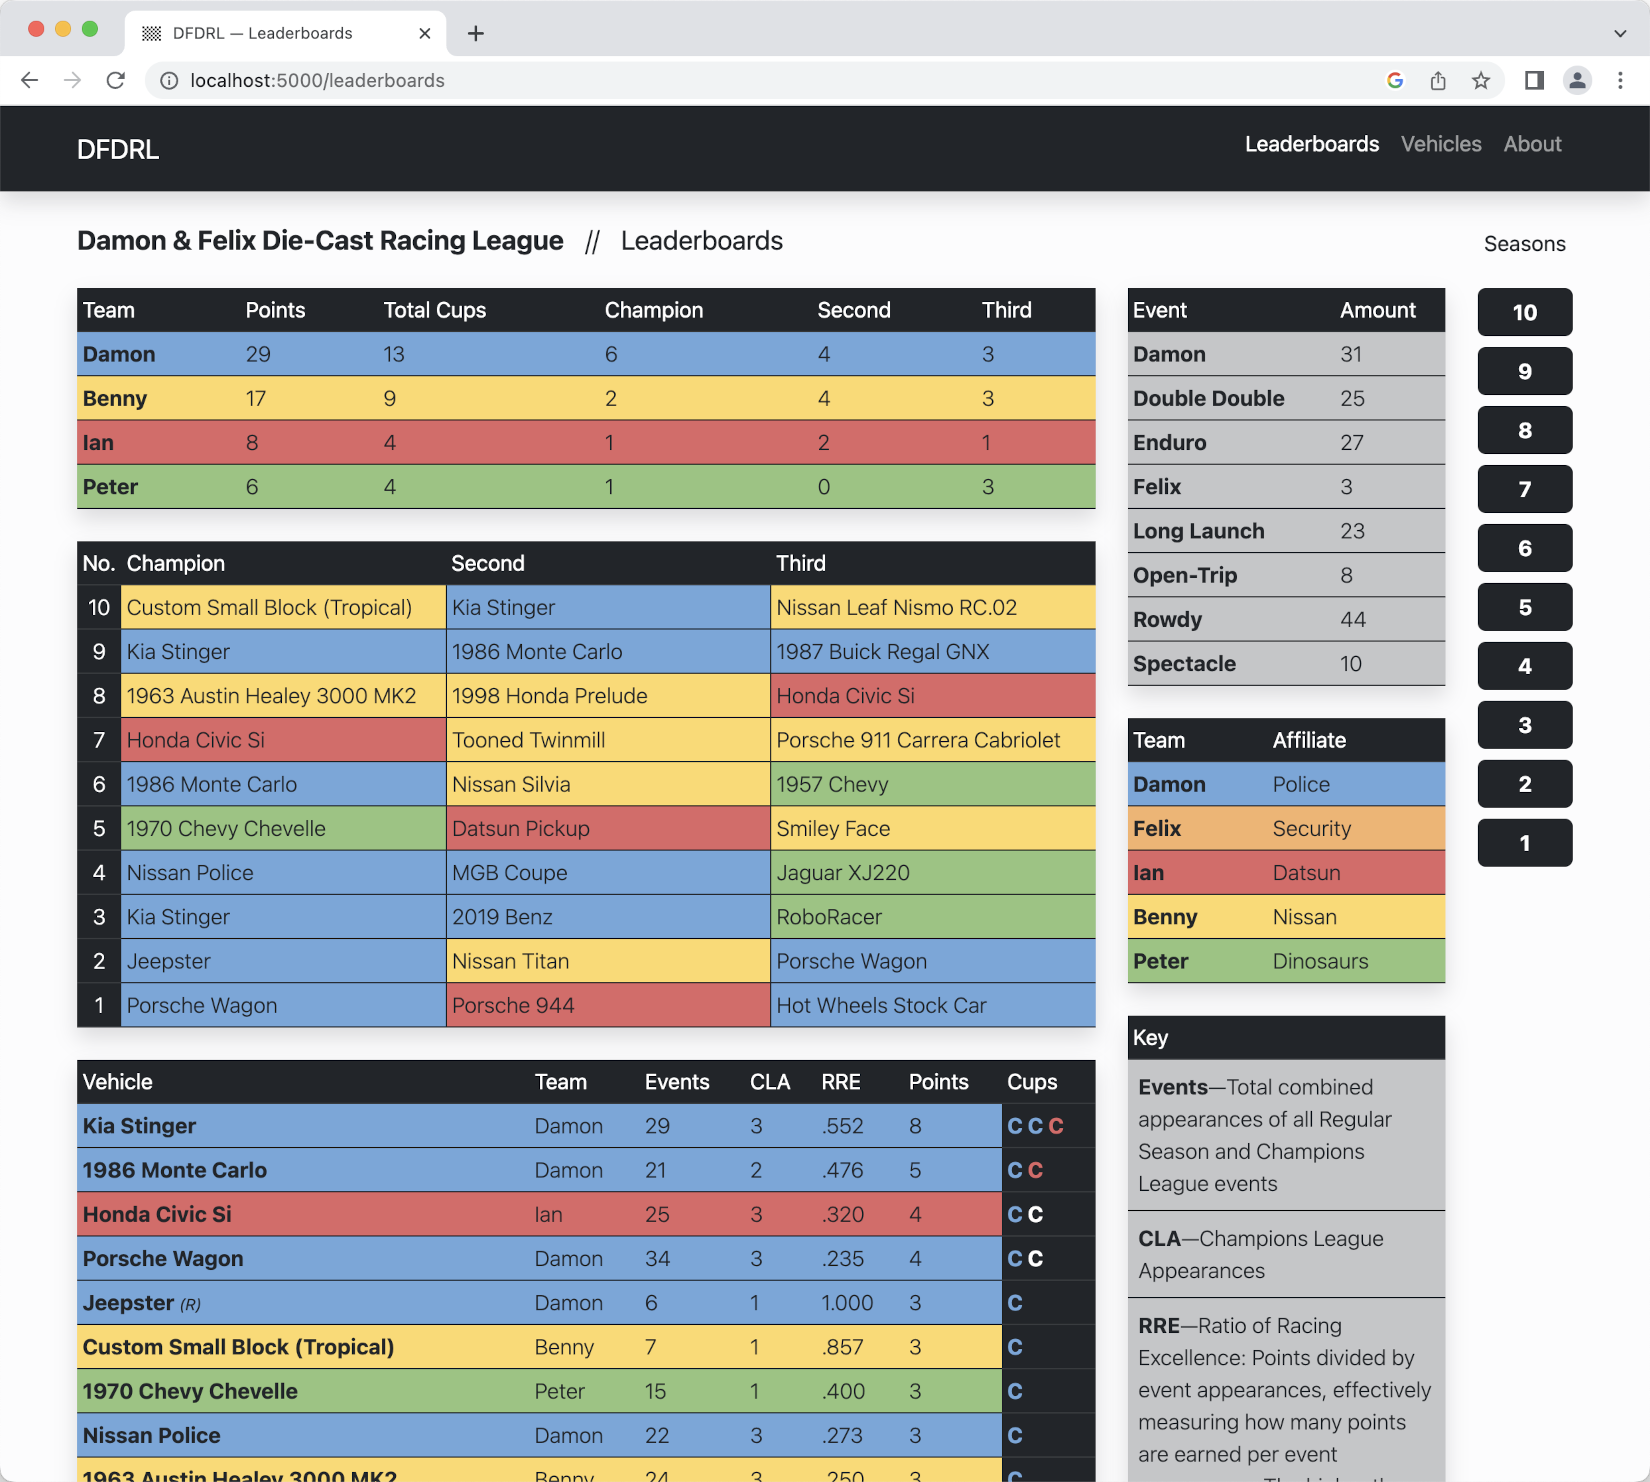 DFDRL — Leaderboards
localhost:5000/leaderboards
DFDRL
Leaderboards Vehicles About
Damon & Felix Die-Cast Racing League // Leaderboards
Seasons
Team Points Total Cups Champion Second Third
Damon 29 13 6 4 3
Benny 17 9 2 4 3
Ian 8 4 1 2 1
Peter 6 4 1 0 3
No. Champion Second Third
10 Custom Small Block (Tropical) Kia Stinger Nissan Leaf Nismo RC.02
9 Kia Stinger 1986 Monte Carlo 1987 Buick Regal GNX
8 1963 Austin Healey 3000 MK2 1998 Honda Prelude Honda Civic Si
7 Honda Civic Si Tooned Twinmill Porsche 911 Carrera Cabriolet
6 1986 Monte Carlo Nissan Silvia 1957 Chevy
5 1970 Chevy Chevelle Datsun Pickup Smiley Face
4 Nissan Police MGB Coupe Jaguar XJ220
3 Kia Stinger 2019 Benz RoboRacer
2 Jeepster Nissan Titan Porsche Wagon
1 Porsche Wagon Porsche 944 Hot Wheels Stock Car
Vehicle Team Events CLA RRE Points Cups
Kia Stinger Damon 29 3 .552 8 C C C
1986 Monte Carlo Damon 21 2 .476 5 C C
Honda Civic Si Ian 25 3 .320 4 C C
Porsche Wagon Damon 34 3 .235 4 C C
Jeepster (R) Damon 6 1 1.000 3 C
Custom Small Block (Tropical) Benny 7 1 .857 3 C
1970 Chevy Chevelle Peter 15 1 .400 3 C
Nissan Police Damon 22 3 .273 3 C
1963 Austin Healey 3000 MK2 Benny 24 3 .250 3 C
Event Amount
Damon 31
Double Double 25
Enduro 27
Felix 3
Long Launch 23
Open-Trip 8
Rowdy 44
Spectacle 10
Team Affiliate
Damon Police
Felix Security
Ian Datsun
Benny Nissan
Peter Dinosaurs
Key
Events—Total combined
appearances of all Regular
Season and Champions
League events
CLA—Champions League
Appearances
RRE—Ratio of Racing
Excellence: Points divided by
event appearances, effectively
measuring how many points
are earned per event
10
9
8
7
6
5
4
3
2
1